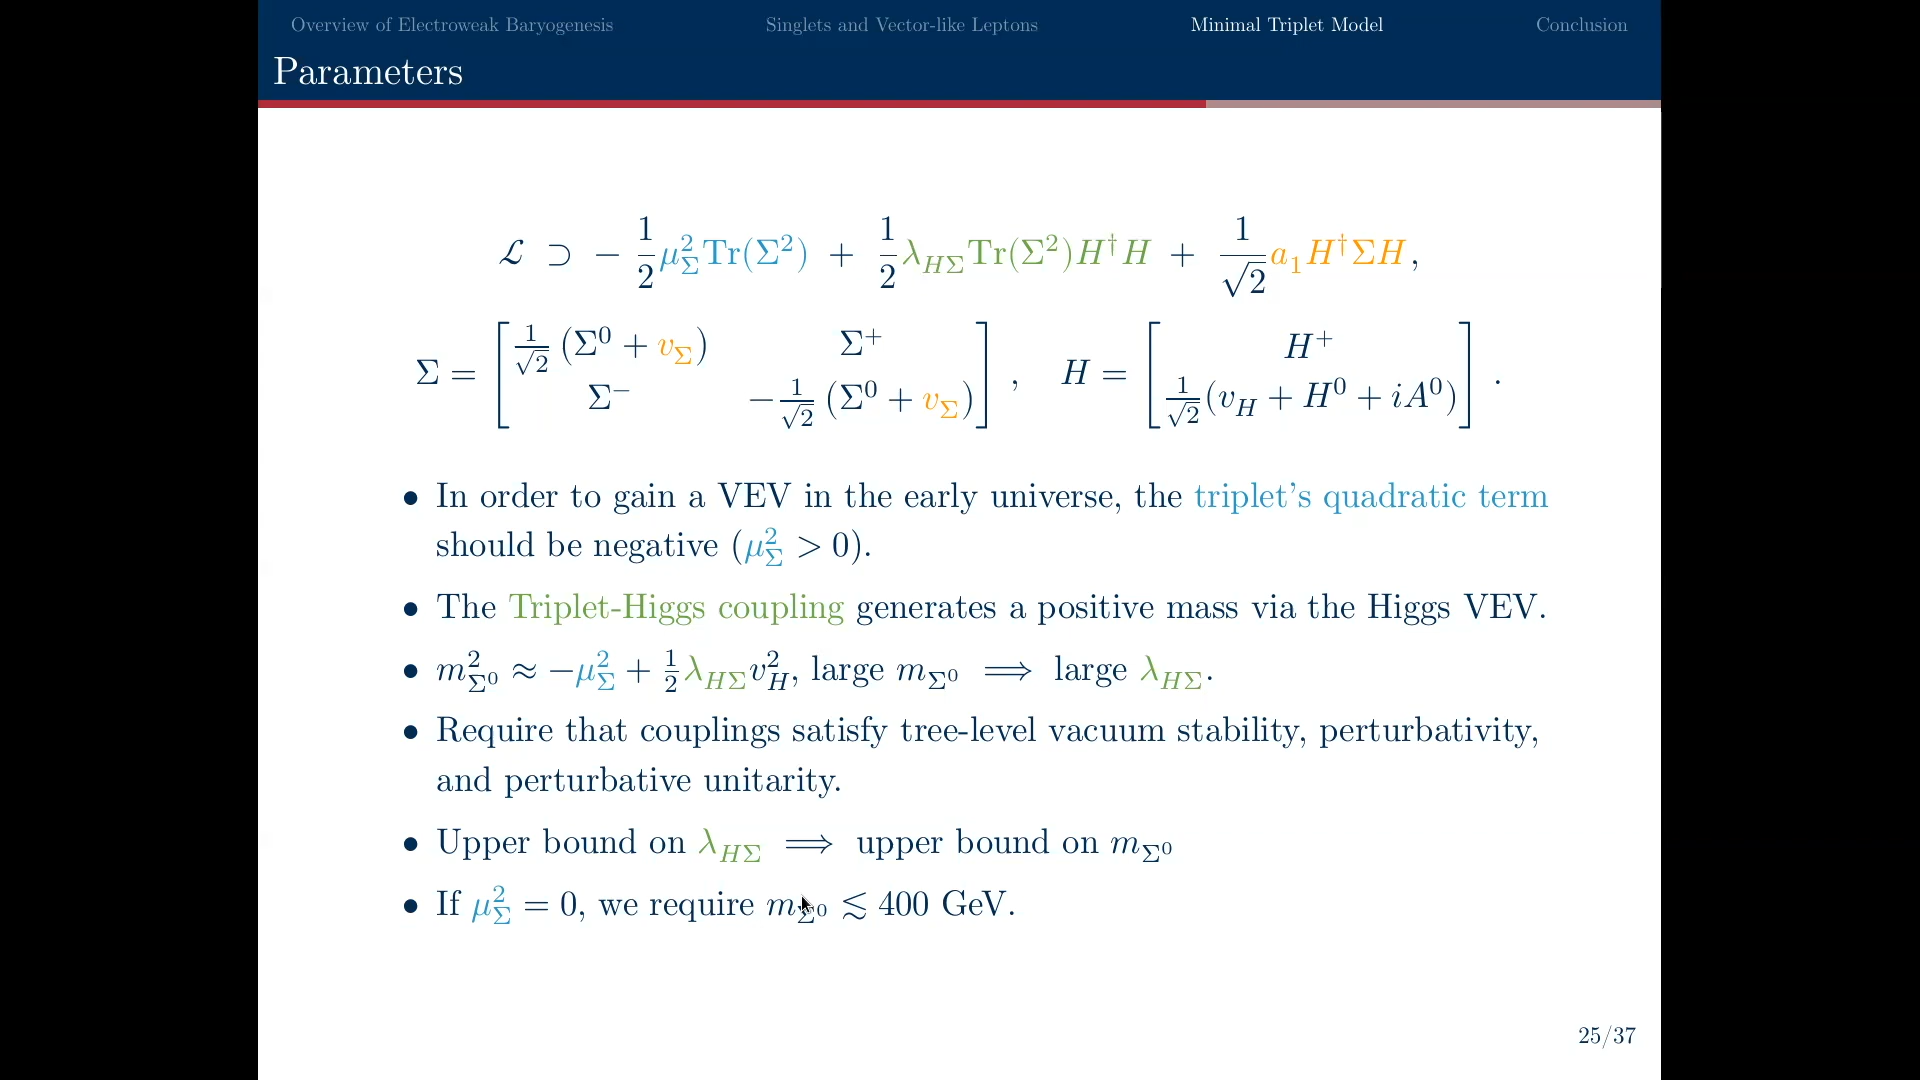 Overview of Electroweak Baryogenesis Singlets and Vector-like Leptons Minimal Triplet Model Conclusion
Parameters
ℒ ⊃ − 1/2 μ_Σ^2 Tr(Σ^2) + 1/2 λ_{HΣ} Tr(Σ^2) H^† H + 1/√2 a_1 H^† Σ H,
Σ = [ 1/√2 (Σ^0 + v_Σ) Σ^+ ; Σ^− −1/√2 (Σ^0 + v_Σ) ], H = [ H^+ ; 1/√2 (v_H + H^0 + iA^0) ].
• In order to gain a VEV in the early universe, the triplet's quadratic term
should be negative (μ_Σ^2 > 0).
• The Triplet-Higgs coupling generates a positive mass via the Higgs VEV.
• m_{Σ^0}^2 ≈ −μ_Σ^2 + 1/2 λ_{HΣ} v_H^2, large m_{Σ^0} ⟹ large λ_{HΣ}.
• Require that couplings satisfy tree-level vacuum stability, perturbativity,
and perturbative unitarity.
• Upper bound on λ_{HΣ} ⟹ upper bound on m_{Σ^0}
• If μ_Σ^2 = 0, we require m_{Σ^0} ≲ 400 GeV.
25/37